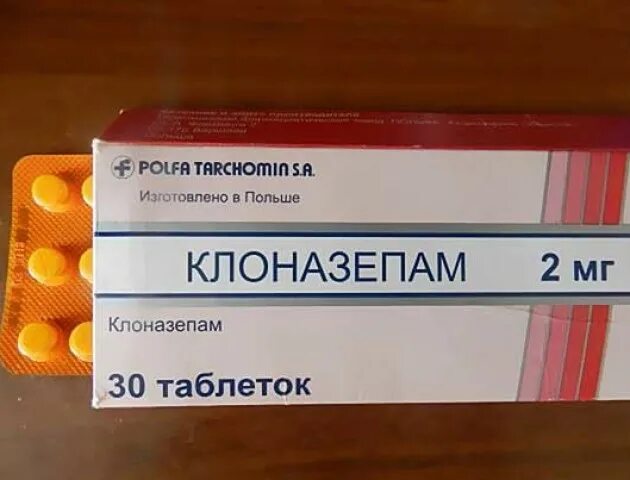 POLFA TARCHOMIN S.A.
Изготовлено в Польше
КЛОНАЗЕПАМ 2 мг
Клоназепам
30 таблеток